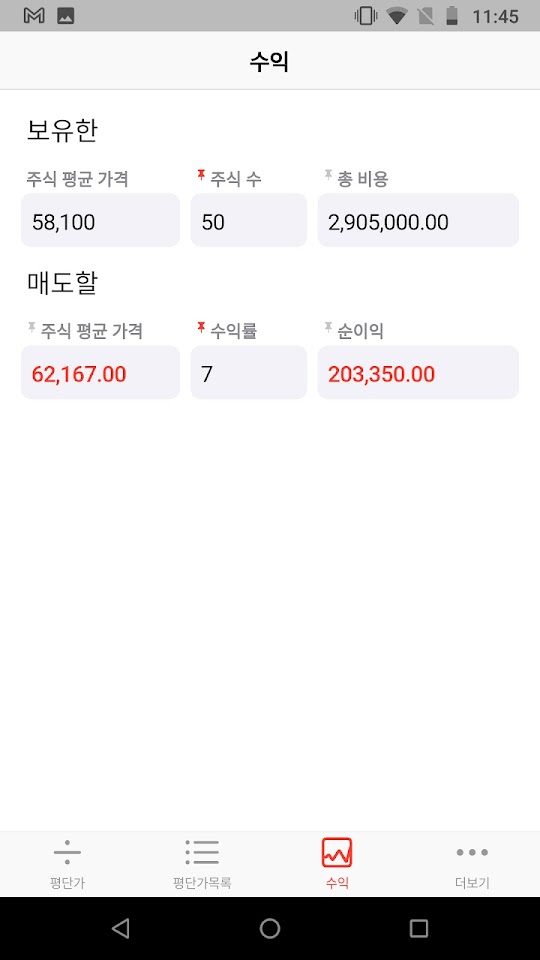 11:45
수익
보유한
주식 평균 가격 주식 수 총 비용
58,100 50 2,905,000.00
매도할
주식 평균 가격 수익률 순이익
62,167.00 7 203,350.00
평단가 평단가목록 수익 더보기